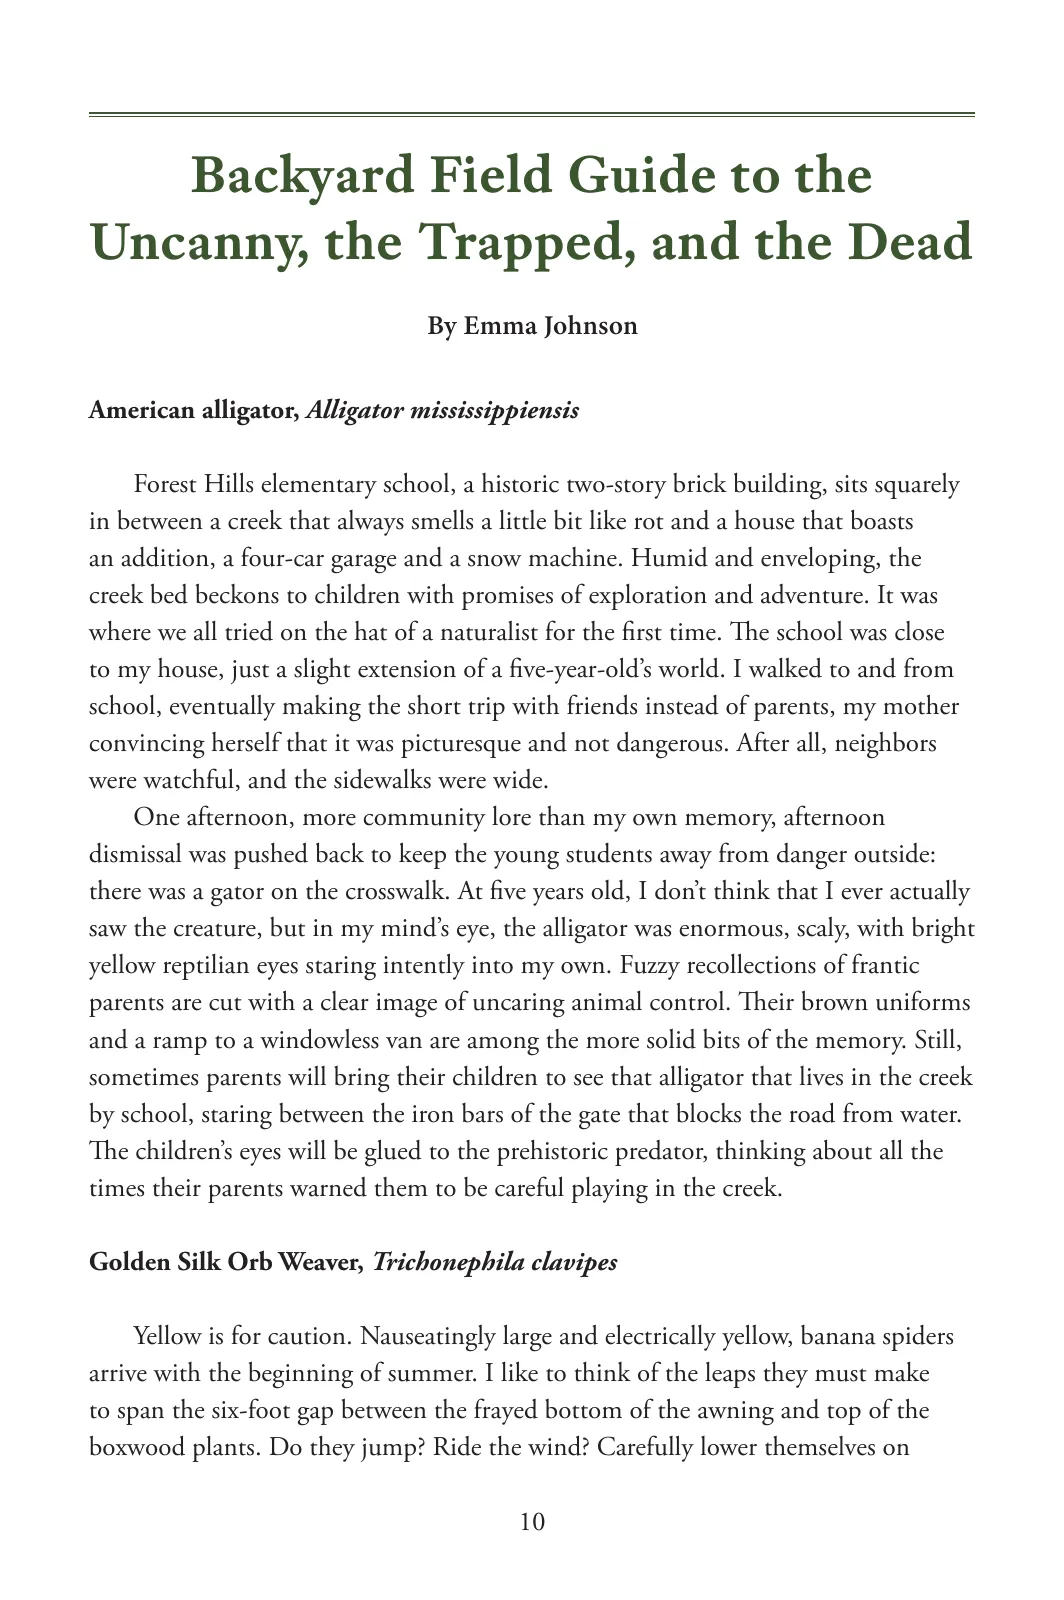 Backyard Field Guide to the
Uncanny, the Trapped, and the Dead
By Emma Johnson
American alligator, Alligator mississippiensis
Forest Hills elementary school, a historic two-story brick building, sits squarely
in between a creek that always smells a little bit like rot and a house that boasts
an addition, a four-car garage and a snow machine. Humid and enveloping, the
creek bed beckons to children with promises of exploration and adventure. It was
where we all tried on the hat of a naturalist for the first time. The school was close
to my house, just a slight extension of a five-year-old’s world. I walked to and from
school, eventually making the short trip with friends instead of parents, my mother
convincing herself that it was picturesque and not dangerous. After all, neighbors
were watchful, and the sidewalks were wide.
One afternoon, more community lore than my own memory, afternoon
dismissal was pushed back to keep the young students away from danger outside:
there was a gator on the crosswalk. At five years old, I don’t think that I ever actually
saw the creature, but in my mind’s eye, the alligator was enormous, scaly, with bright
yellow reptilian eyes staring intently into my own. Fuzzy recollections of frantic
parents are cut with a clear image of uncaring animal control. Their brown uniforms
and a ramp to a windowless van are among the more solid bits of the memory. Still,
sometimes parents will bring their children to see that alligator that lives in the creek
by school, staring between the iron bars of the gate that blocks the road from water.
The children’s eyes will be glued to the prehistoric predator, thinking about all the
times their parents warned them to be careful playing in the creek.
Golden Silk Orb Weaver, Trichonephila clavipes
Yellow is for caution. Nauseatingly large and electrically yellow, banana spiders
arrive with the beginning of summer. I like to think of the leaps they must make
to span the six-foot gap between the frayed bottom of the awning and top of the
boxwood plants. Do they jump? Ride the wind? Carefully lower themselves on
10